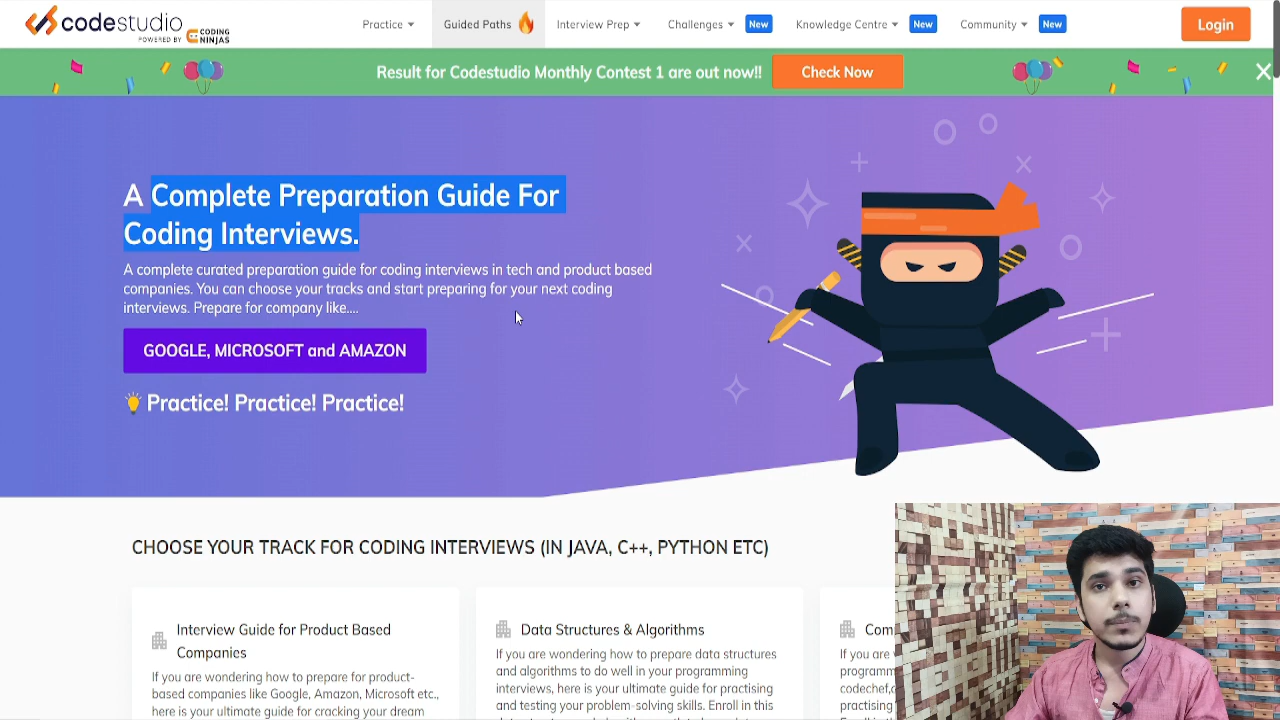 codestudio
POWERED BY CODING NINJAS
Practice
Guided Paths
Interview Prep
Challenges
New
Knowledge Centre
New
Community
New
Login
Result for Codestudio Monthly Contest 1 are out now!!
Check Now
A Complete Preparation Guide For
Coding Interviews.
A complete curated preparation guide for coding interviews in tech and product based
companies. You can choose your tracks and start preparing for your next coding
interviews. Prepare for company like....
GOOGLE, MICROSOFT and AMAZON
Practice! Practice! Practice!
CHOOSE YOUR TRACK FOR CODING INTERVIEWS (IN JAVA, C++, PYTHON ETC)
Interview Guide for Product Based
Companies
If you are wondering how to prepare for product-
based companies like Google, Amazon, Microsoft etc.,
here is your ultimate guide for cracking your dream
Data Structures & Algorithms
If you are wondering how to prepare data structures
and algorithms to do well in your programming
interviews, here is your ultimate guide for practising
and testing your problem-solving skills. Enroll in this
Com
If you are
programm
codechef,c
practising